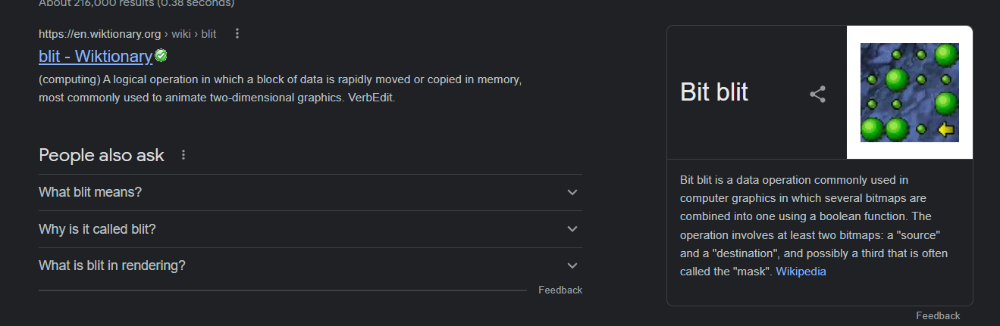 About 216,000 results (0.38 seconds)
https://en.wiktionary.org › wiki › blit
blit - Wiktionary
(computing) A logical operation in which a block of data is rapidly moved or copied in memory,
most commonly used to animate two-dimensional graphics. VerbEdit.
People also ask
What blit means?
Why is it called blit?
What is blit in rendering?
Feedback
Bit blit
Bit blit is a data operation commonly used in
computer graphics in which several bitmaps are
combined into one using a boolean function. The
operation involves at least two bitmaps: a "source"
and a "destination", and possibly a third that is often
called the "mask". Wikipedia
Feedback